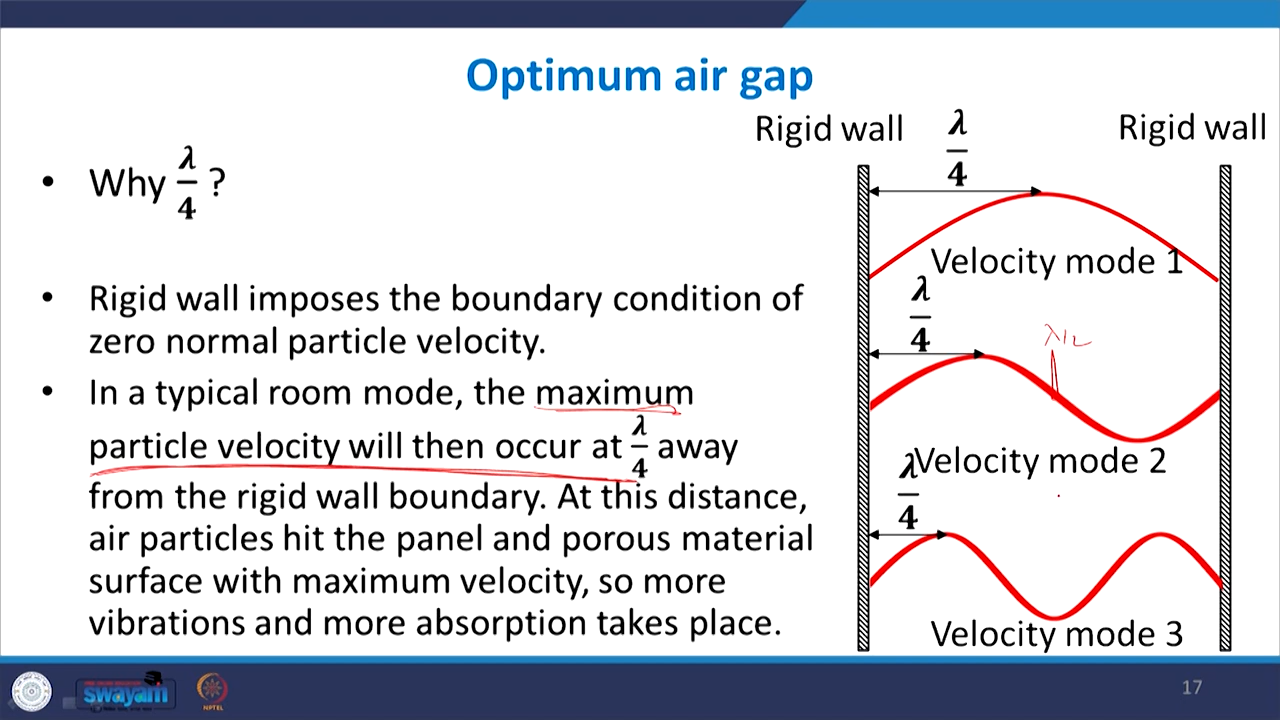 Optimum air gap
• Why λ/4 ?
• Rigid wall imposes the boundary condition of
zero normal particle velocity.
• In a typical room mode, the maximum
particle velocity will then occur at λ/4 away
from the rigid wall boundary. At this distance,
air particles hit the panel and porous material
surface with maximum velocity, so more
vibrations and more absorption takes place.
Rigid wall
λ/4
Rigid wall
Velocity mode 1
λ/4
λ/2
Velocity mode 2
λ/4
Velocity mode 3
swayam
NPTEL
17